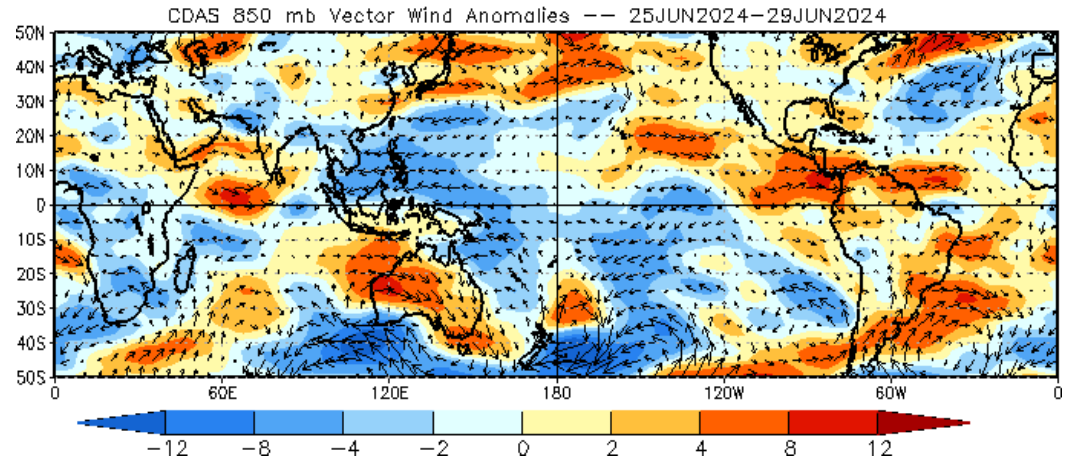 CDAS 850 mb Vector Wind Anomalies -- 25JUN2024-29JUN2024
50N
40N
30N
20N
10N
0
10S
20S
30S
40S
50S
0 60E 120E 180 120W 60W 0
-12 -8 -4 -2 0 2 4 8 12